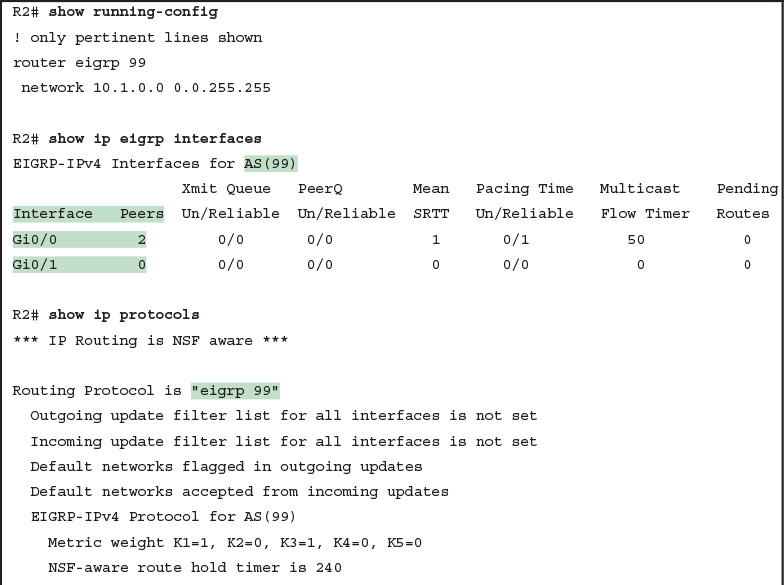 R2# show running-config
! only pertinent lines shown
router eigrp 99
 network 10.1.0.0 0.0.255.255

R2# show ip eigrp interfaces
EIGRP-IPv4 Interfaces for AS(99)
                   Xmit Queue   PeerQ        Mean   Pacing Time   Multicast    Pending
Interface   Peers  Un/Reliable  Un/Reliable  SRTT   Un/Reliable   Flow Timer   Routes
Gi0/0         2        0/0       0/0           1       0/1           50           0
Gi0/1         0        0/0       0/0           0       0/0            0           0

R2# show ip protocols
*** IP Routing is NSF aware ***

Routing Protocol is "eigrp 99"
  Outgoing update filter list for all interfaces is not set
  Incoming update filter list for all interfaces is not set
  Default networks flagged in outgoing updates
  Default networks accepted from incoming updates
  EIGRP-IPv4 Protocol for AS(99)
    Metric weight K1=1, K2=0, K3=1, K4=0, K5=0
    NSF-aware route hold timer is 240